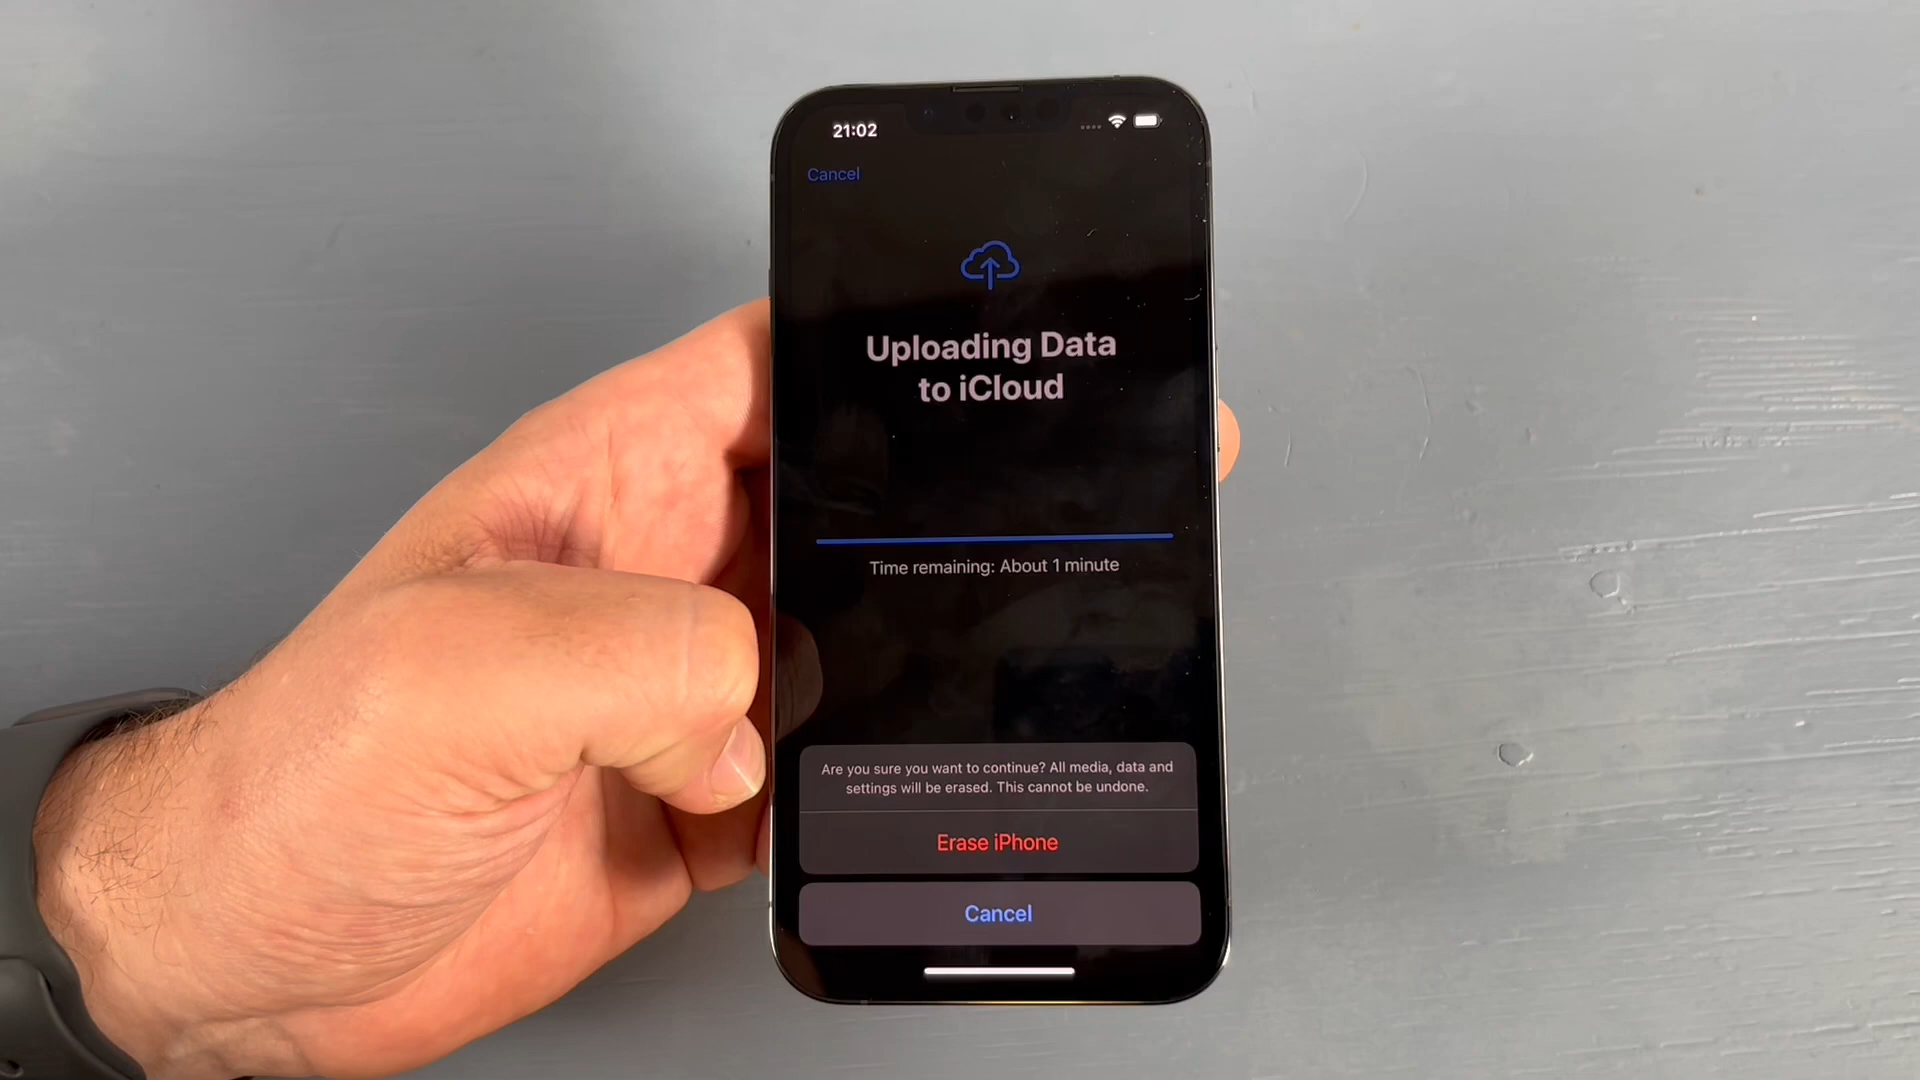 21:02
Cancel
Uploading Data
to iCloud
Time remaining: About 1 minute
Are you sure you want to continue? All media, data and
settings will be erased. This cannot be undone.
Erase iPhone
Cancel